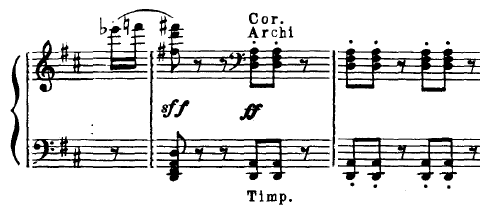 Cor.
Archi
sff
ff
Timp.